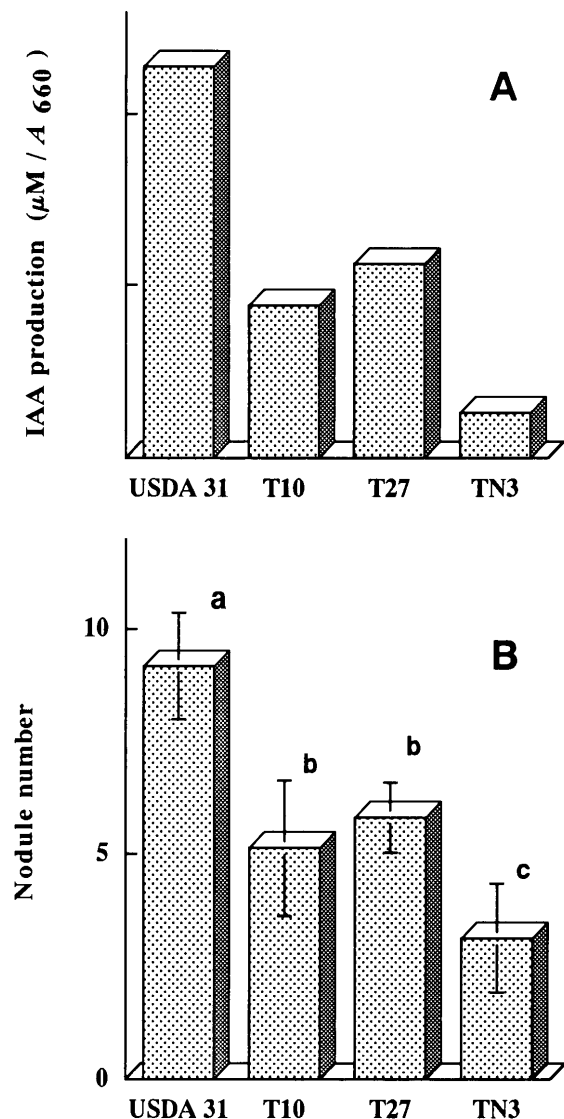 A
IAA production (μM / A 660)
USDA 31 T10 T27 TN3
B
Nodule number
10
5
0
a
b
b
c
USDA 31 T10 T27 TN3